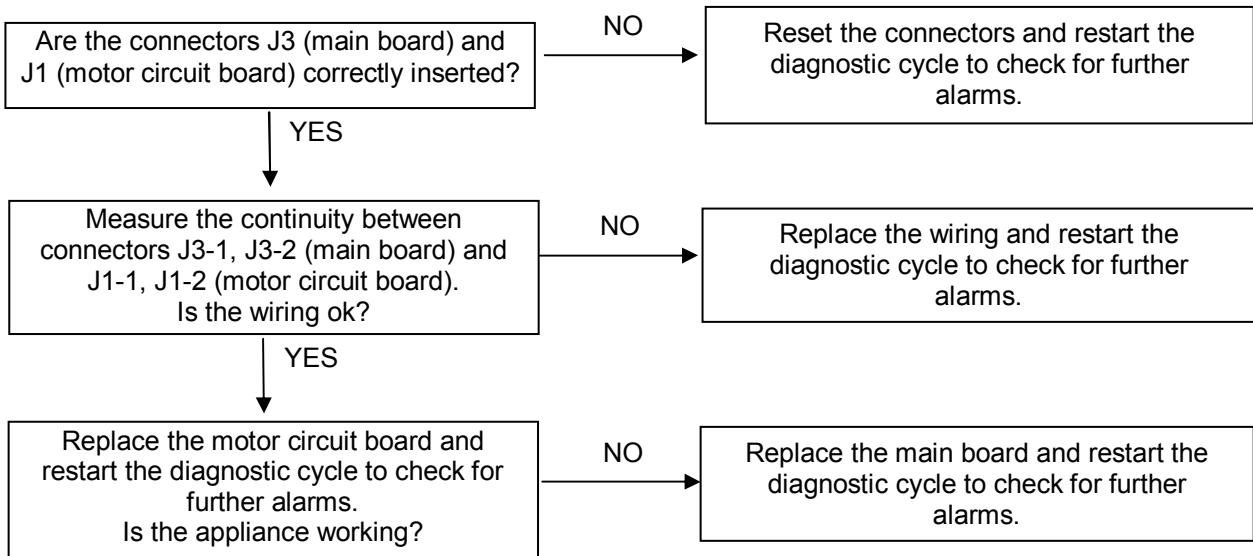 Are the connectors J3 (main board) and
J1 (motor circuit board) correctly inserted?
NO
Reset the connectors and restart the
diagnostic cycle to check for further
alarms.
YES
Measure the continuity between
connectors J3-1, J3-2 (main board) and
J1-1, J1-2 (motor circuit board).
Is the wiring ok?
NO
Replace the wiring and restart the
diagnostic cycle to check for further
alarms.
YES
Replace the motor circuit board and
restart the diagnostic cycle to check for
further alarms.
Is the appliance working?
NO
Replace the main board and restart the
diagnostic cycle to check for further
alarms.